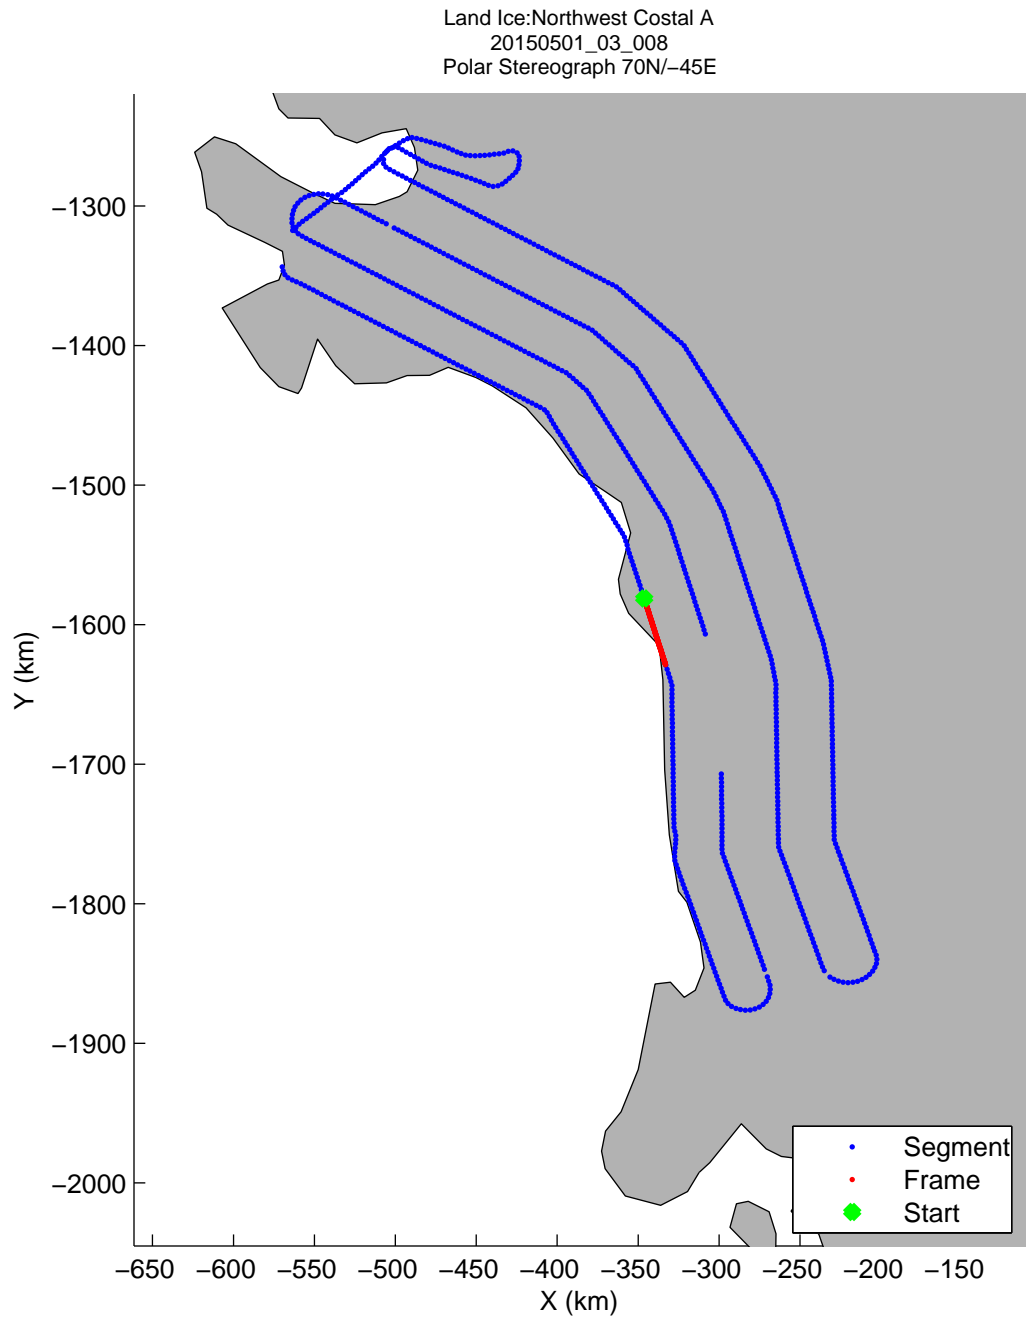 Land Ice:Northwest Costal A
20150501_03_008
Polar Stereograph 70N/−45E
−1300
−1400
−1500
−1600
−1700
−1800
−1900
−2000
Y (km)
Segment
Frame
Start
−650 −600 −550 −500 −450 −400 −350 −300 −250 −200 −150
X (km)